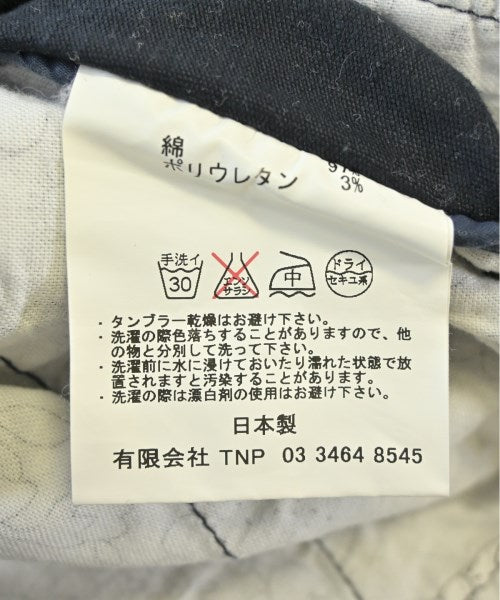 綿 97%
ポリウレタン 3%
手洗イ 30 エンソサラシ 中 ドライ セキユ系
・タンブラー乾燥はお避け下さい。
・洗濯の際色落ちすることがありますので、他
の物と分別して洗って下さい。
・洗濯前に水に浸けておいたり濡れた状態で放
置されますと汚染することがあります。
・洗濯の際は漂白剤の使用はお避け下さい。
日本製
有限会社 TNP 03 3464 8545